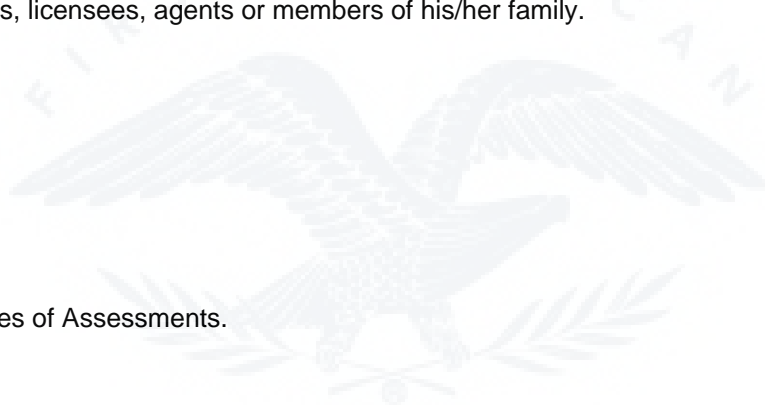 s, licensees, agents or members of his/her family.
F I R   I C A N
es of Assessments.